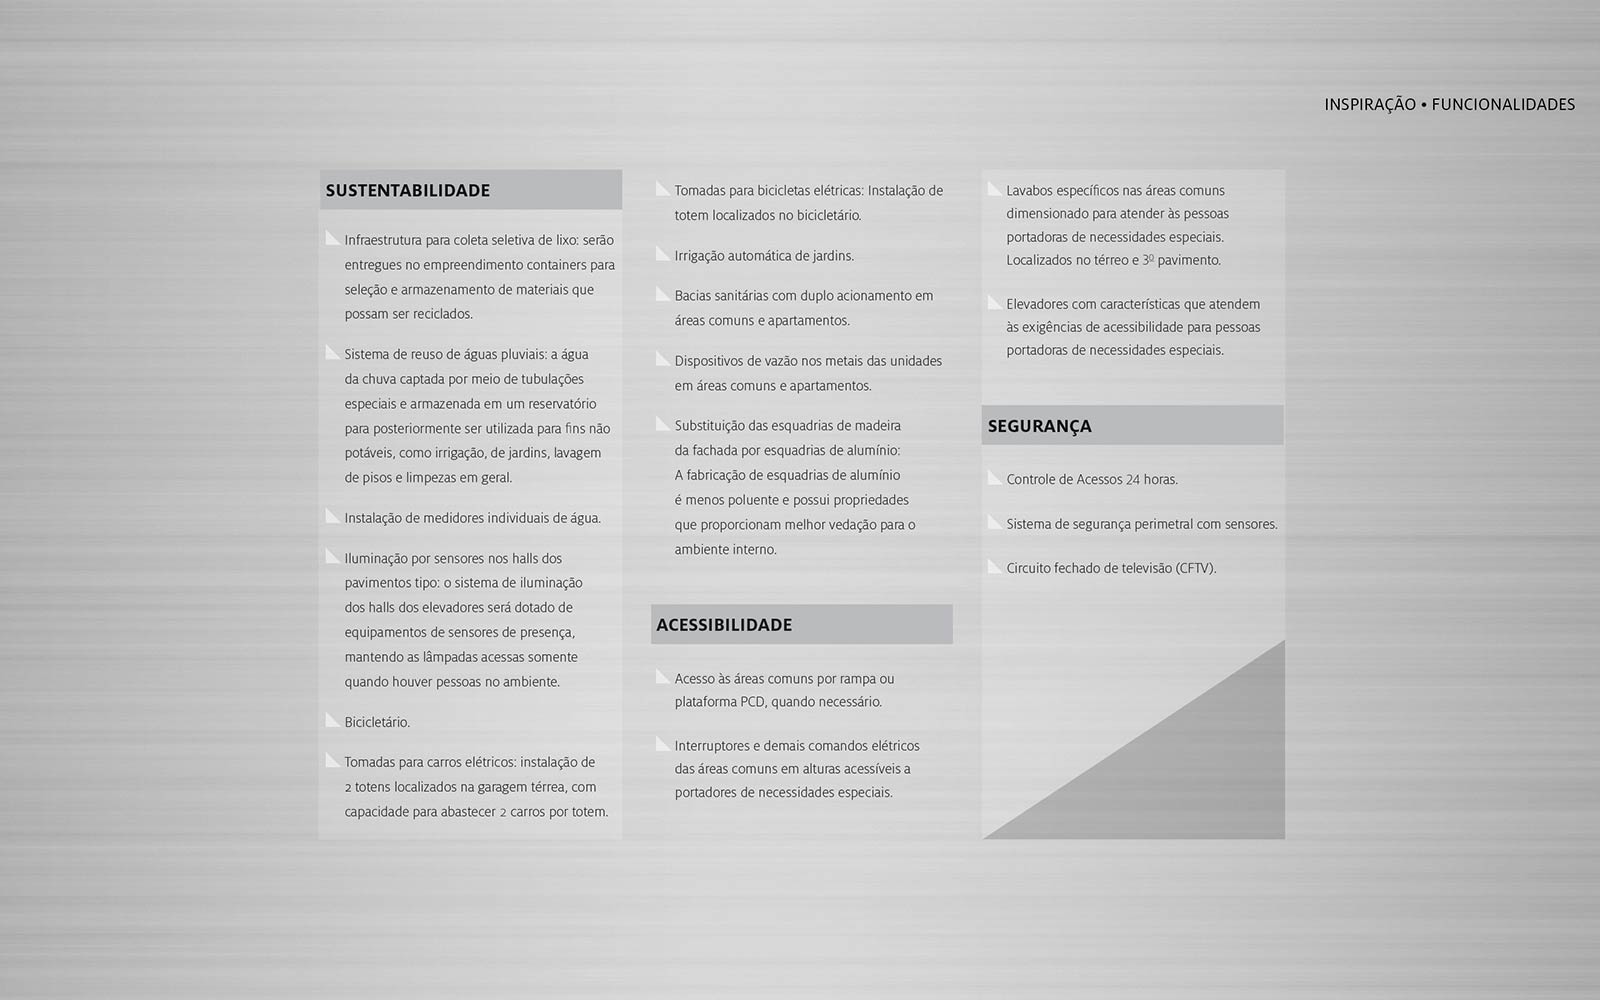 INSPIRAÇÃO • FUNCIONALIDADES
SUSTENTABILIDADE
Infraestrutura para coleta seletiva de lixo: serão
entregues no empreendimento containers para
seleção e armazenamento de materiais que
possam ser reciclados.
Sistema de reuso de águas pluviais: a água
da chuva captada por meio de tubulações
especiais e armazenada em um reservatório
para posteriormente ser utilizada para fins não
potáveis, como irrigação, de jardins, lavagem
de pisos e limpezas em geral.
Instalação de medidores individuais de água.
Iluminação por sensores nos halls dos
pavimentos tipo: o sistema de iluminação
dos halls dos elevadores será dotado de
equipamentos de sensores de presença,
mantendo as lâmpadas acessas somente
quando houver pessoas no ambiente.
Bicicletário.
Tomadas para carros elétricos: instalação de
2 totens localizados na garagem térrea, com
capacidade para abastecer 2 carros por totem.
Tomadas para bicicletas elétricas: Instalação de
totem localizados no bicicletário.
Irrigação automática de jardins.
Bacias sanitárias com duplo acionamento em
áreas comuns e apartamentos.
Dispositivos de vazão nos metais das unidades
em áreas comuns e apartamentos.
Substituição das esquadrias de madeira
da fachada por esquadrias de alumínio:
A fabricação de esquadrias de alumínio
é menos poluente e possui propriedades
que proporcionam melhor vedação para o
ambiente interno.
ACESSIBILIDADE
Acesso às áreas comuns por rampa ou
plataforma PCD, quando necessário.
Interruptores e demais comandos elétricos
das áreas comuns em alturas acessíveis a
portadores de necessidades especiais.
Lavabos específicos nas áreas comuns
dimensionado para atender às pessoas
portadoras de necessidades especiais.
Localizados no térreo e 3º pavimento.
Elevadores com características que atendem
às exigências de acessibilidade para pessoas
portadoras de necessidades especiais.
SEGURANÇA
Controle de Acessos 24 horas.
Sistema de segurança perimetral com sensores.
Circuito fechado de televisão (CFTV).